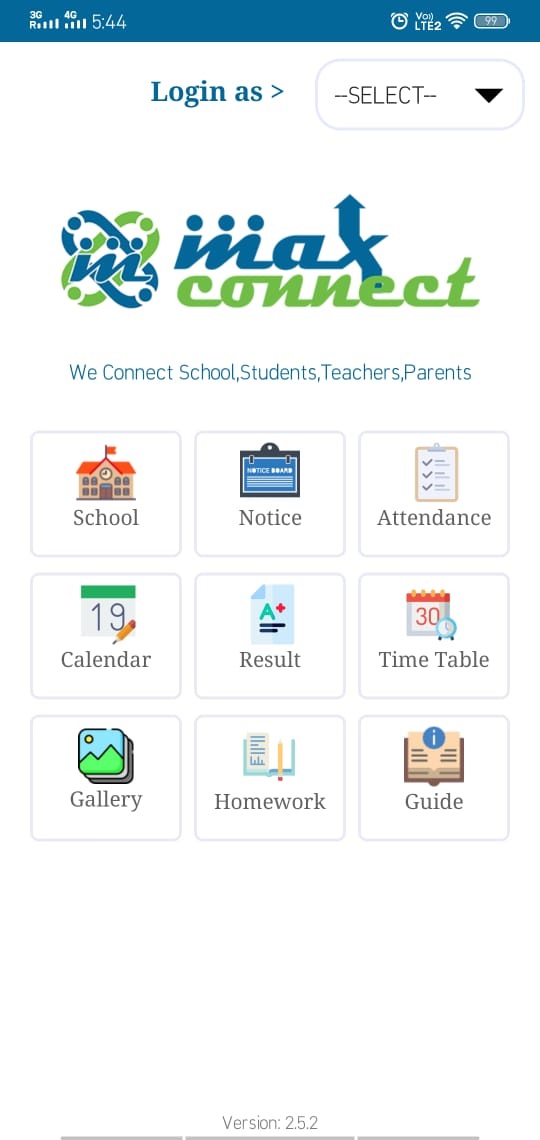 3G 4G
R 5:44 Vo)) LTE2 99
Login as > --SELECT--
m max
connect
We Connect School,Students,Teachers,Parents
NOTICE BOARD
School Notice Attendance
19 A+ 30
Calendar Result Time Table
i
Gallery Homework Guide
Version: 2.5.2